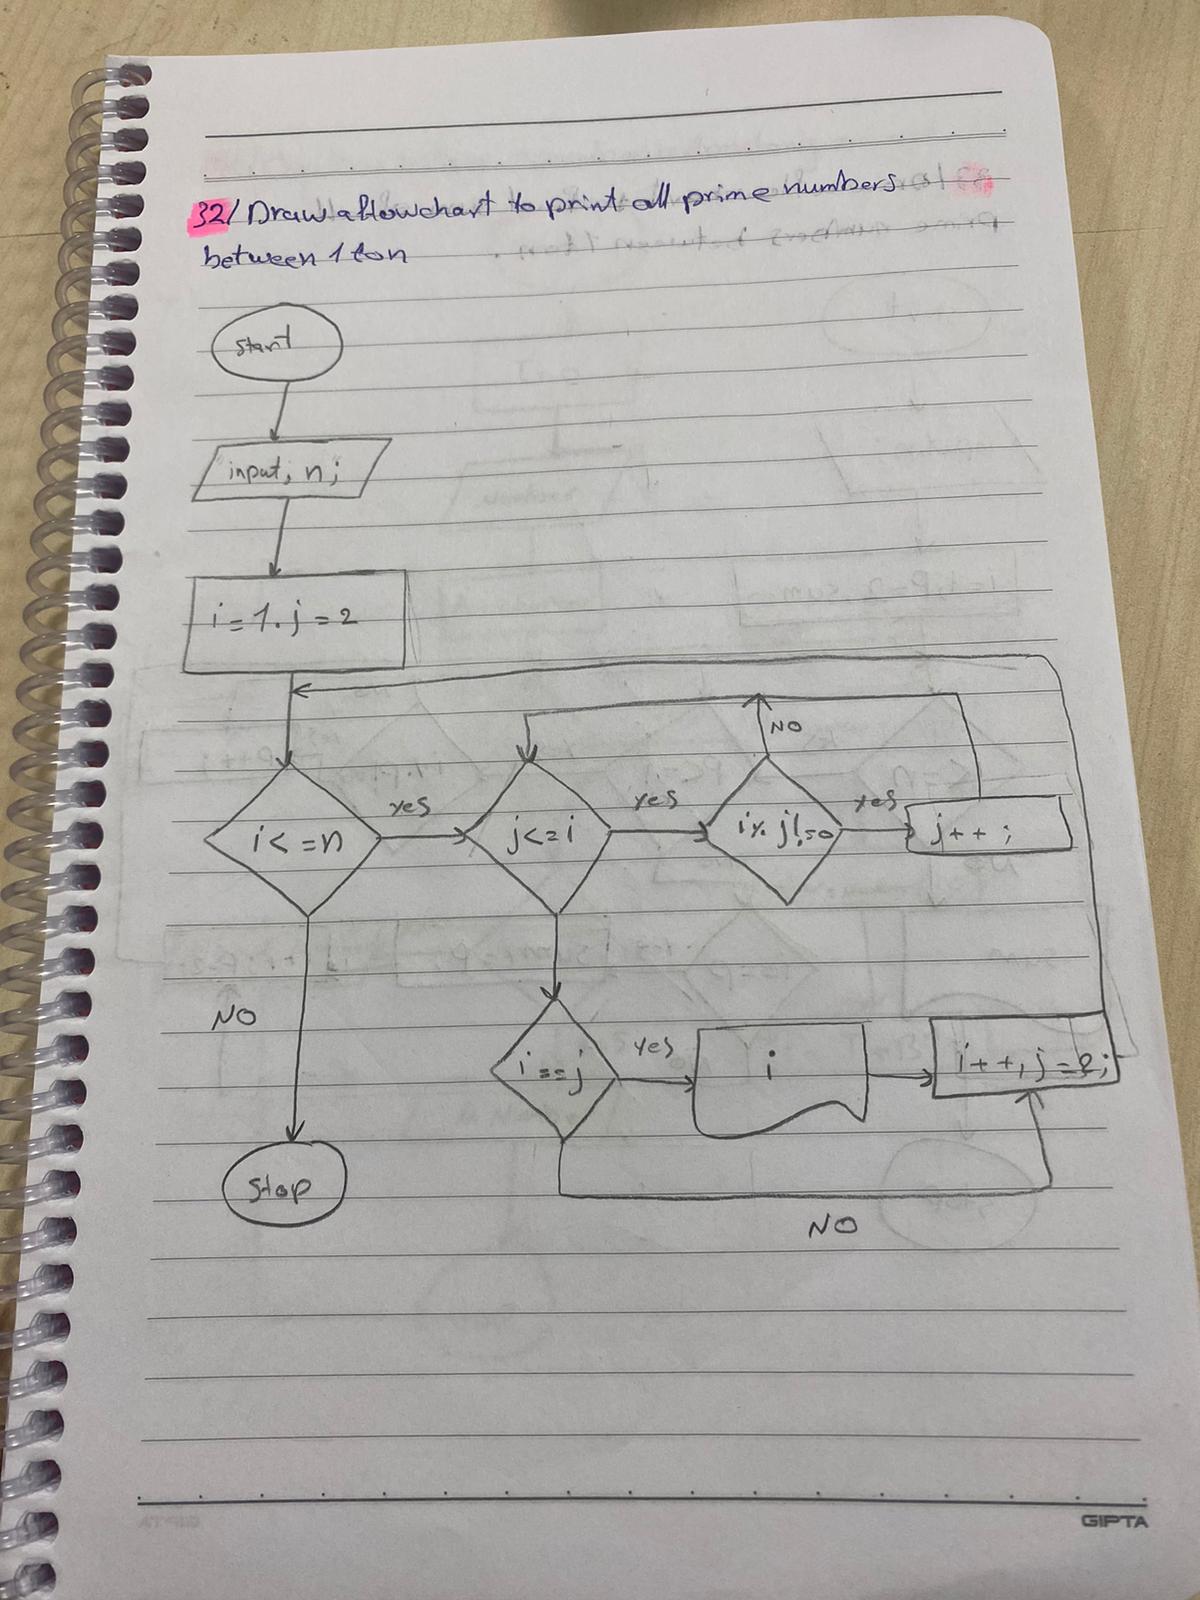 32/ Draw a flowchart to print all prime numbers
between 1 to n
start
input, n;
i = 1. j = 2
NO
yes
yes
yes
i < = n
j < = i
i % j ! = 0
j + + ;
NO
yes
i = = j
i
i + + , j = 2;
stop
NO
GIPTA